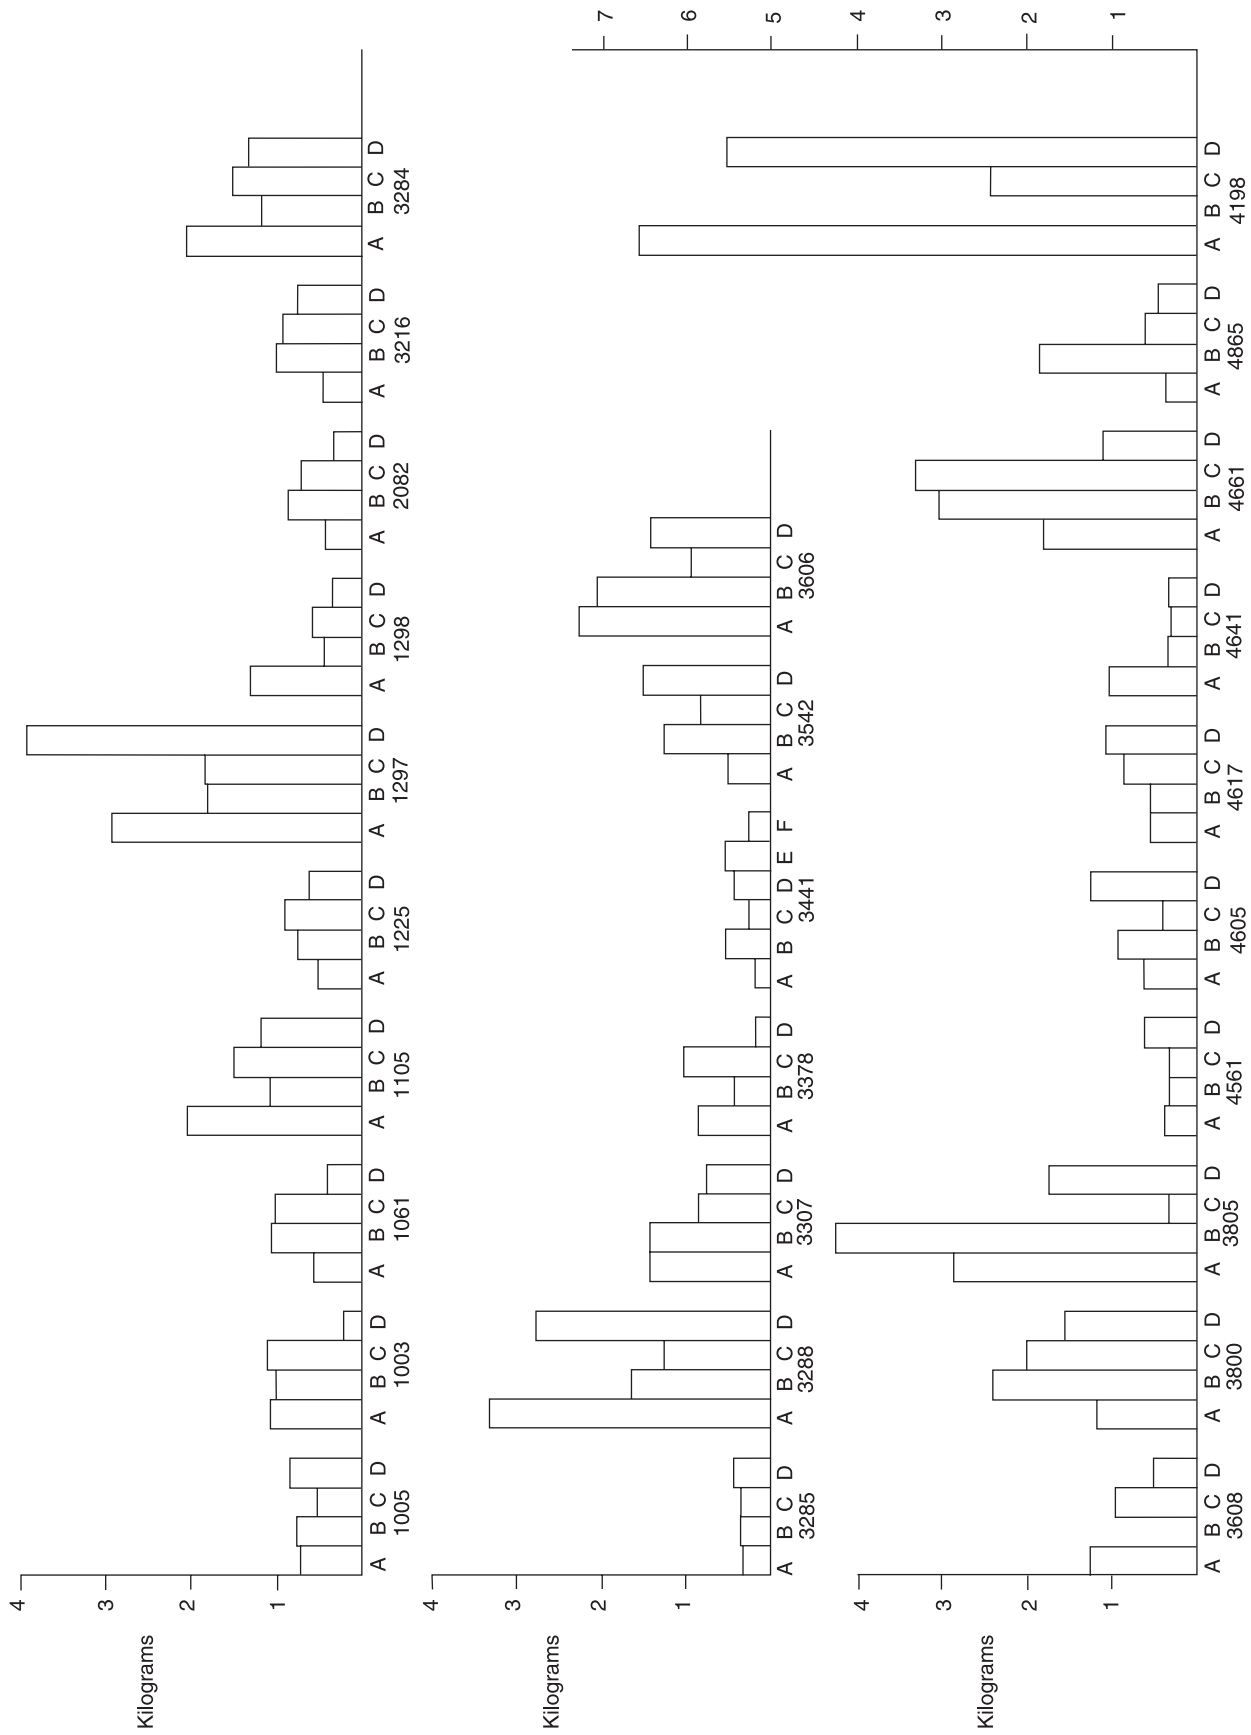 Kilograms
4
3
2
1
A B C D
1005
A B C D
1003
A B C D
1061
A B C D
1105
A B C D
1225
A B C D
1297
A B C D
1298
A B C D
2082
A B C D
3216
A B C D
3284
Kilograms
4
3
2
1
A B C D
3285
A B C D
3288
A B C D
3307
A B C D
3378
A B C D E F
3441
A B C D
3542
A B C D
3606
Kilograms
4
3
2
1
A B C D
3608
A B C D
3800
A B C D
3805
A B C D
4561
A B C D
4605
A B C D
4617
A B C D
4641
A B C D
4661
A B C D
4865
A B C D
4198
7
6
5
4
3
2
1